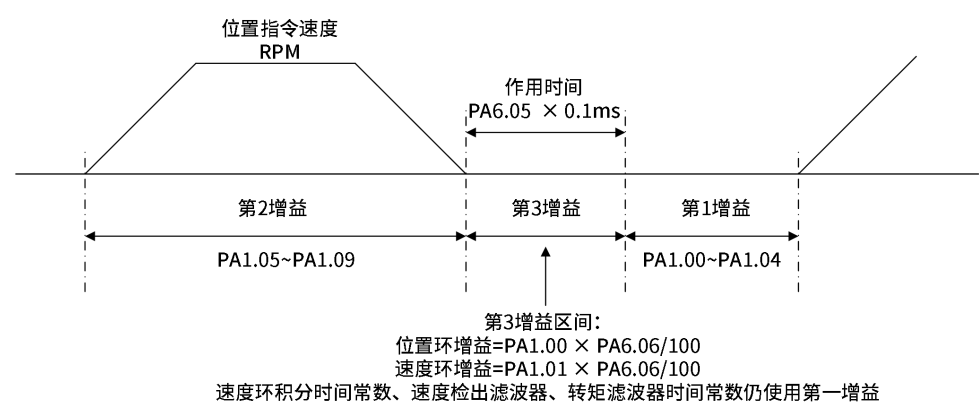 位置指令速度
RPM
作用时间
PA6.05 × 0.1ms
第2增益
第3增益
第1增益
PA1.05~PA1.09
PA1.00~PA1.04
第3增益区间：
位置环增益=PA1.00 × PA6.06/100
速度环增益=PA1.01 × PA6.06/100
速度环积分时间常数、速度检出滤波器、转矩滤波器时间常数仍使用第一增益